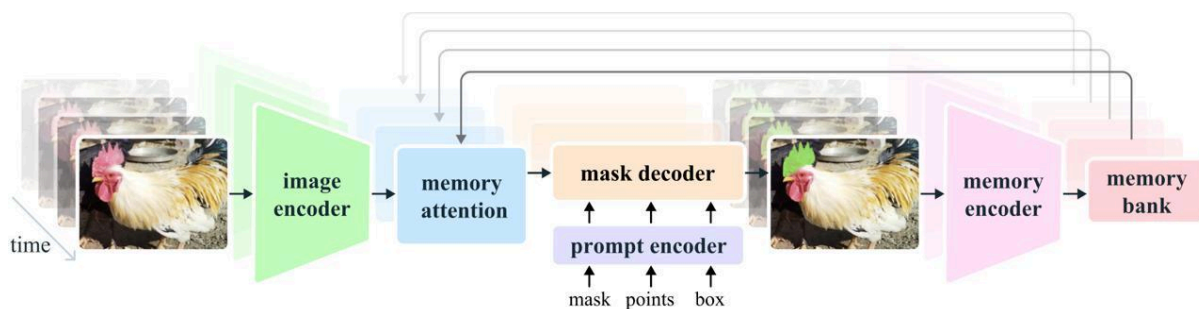 time
image
encoder
memory
attention
mask decoder
prompt encoder
mask points box
memory
encoder
memory
bank